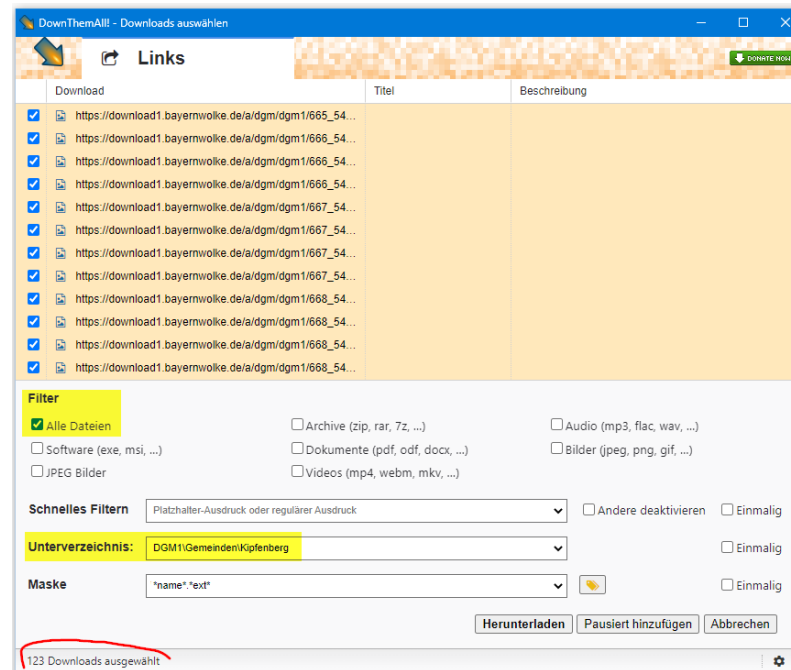 DownThemAll! - Downloads auswählen
Links
DONATE NOW
Download Titel Beschreibung
https://download1.bayernwolke.de/a/dgm/dgm1/665_54...
https://download1.bayernwolke.de/a/dgm/dgm1/666_54...
https://download1.bayernwolke.de/a/dgm/dgm1/666_54...
https://download1.bayernwolke.de/a/dgm/dgm1/666_54...
https://download1.bayernwolke.de/a/dgm/dgm1/667_54...
https://download1.bayernwolke.de/a/dgm/dgm1/667_54...
https://download1.bayernwolke.de/a/dgm/dgm1/667_54...
https://download1.bayernwolke.de/a/dgm/dgm1/667_54...
https://download1.bayernwolke.de/a/dgm/dgm1/668_54...
https://download1.bayernwolke.de/a/dgm/dgm1/668_54...
https://download1.bayernwolke.de/a/dgm/dgm1/668_54...
https://download1.bayernwolke.de/a/dgm/dgm1/668_54...
Filter
Alle Dateien Archive (zip, rar, 7z, ...) Audio (mp3, flac, wav, ...)
Software (exe, msi, ...) Dokumente (pdf, odf, docx, ...) Bilder (jpeg, png, gif, ...)
JPEG Bilder Videos (mp4, webm, mkv, ...)
Schnelles Filtern Platzhalter-Ausdruck oder regulärer Ausdruck Andere deaktivieren Einmalig
Unterverzeichnis: DGM1\Gemeinden\Kipfenberg Einmalig
Maske *name*.*ext* Einmalig
Herunterladen Pausiert hinzufügen Abbrechen
123 Downloads ausgewählt